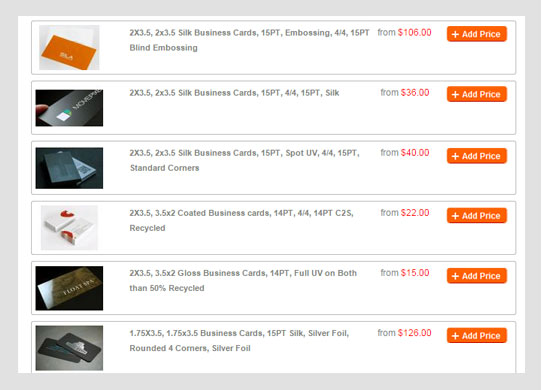 2X3.5, 2x3.5 Silk Business Cards, 15PT, Embossing, 4/4, 15PT
Blind Embossing
from $106.00
+ Add Price
SILA
2X3.5, 2x3.5 Silk Business Cards, 15PT, 4/4, 15PT, Silk
from $36.00
+ Add Price
2X3.5, 2x3.5 Silk Business Cards, 15PT, Spot UV, 4/4, 15PT,
Standard Corners
from $40.00
+ Add Price
2X3.5, 3.5x2 Coated Business cards, 14PT, 4/4, 14PT C2S,
Recycled
from $22.00
+ Add Price
2X3.5, 3.5x2 Gloss Business Cards, 14PT, Full UV on Both
than 50% Recycled
from $15.00
+ Add Price
FLOAT SPA
1.75X3.5, 1.75x3.5 Business Cards, 15PT Silk, Silver Foil,
Rounded 4 Corners, Silver Foil
from $126.00
+ Add Price